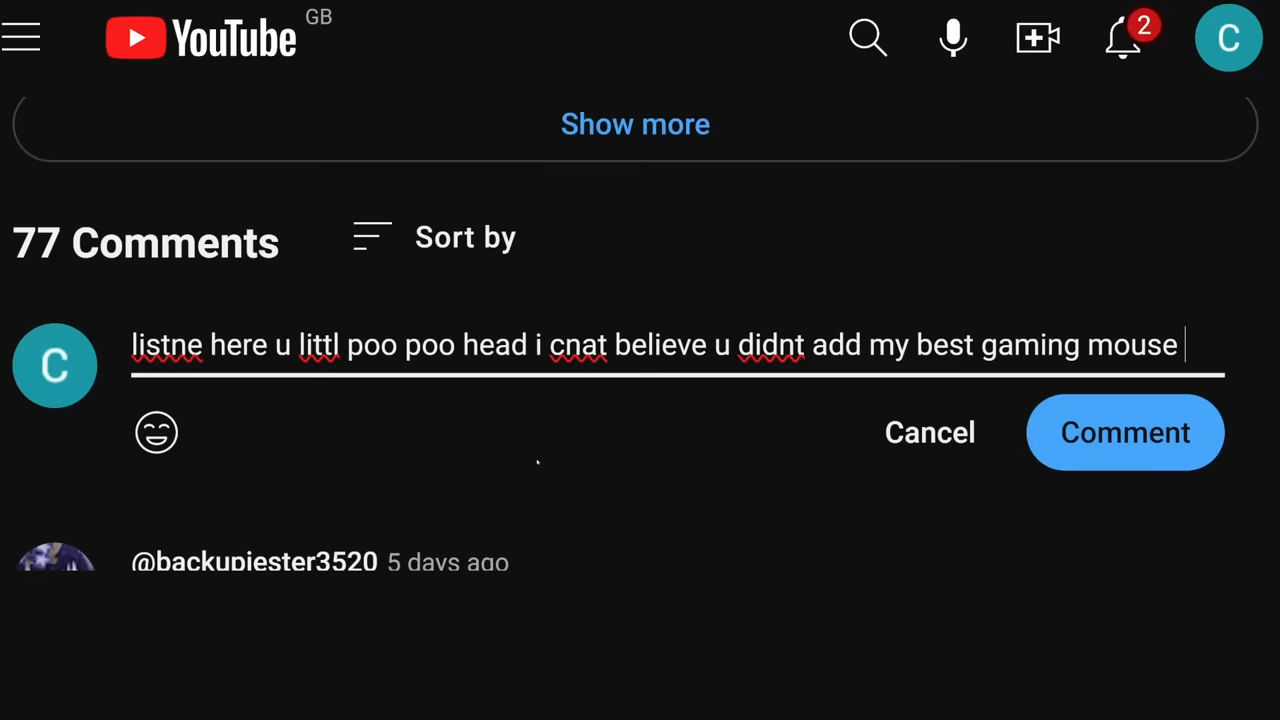 YouTube GB
2
C
Show more
77 Comments Sort by
C
listne here u littl poo poo head i cnat believe u didnt add my best gaming mouse
Cancel Comment
@backupjester3520 5 days ago